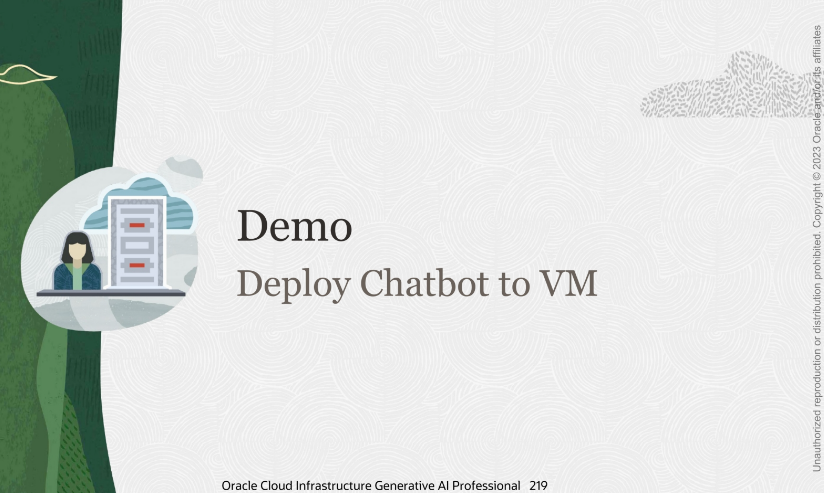 Demo
Deploy Chatbot to VM
Oracle Cloud Infrastructure Generative AI Professional 219
Unauthorized reproduction or distribution prohibited. Copyright © 2023 Oracle and/or its affiliates